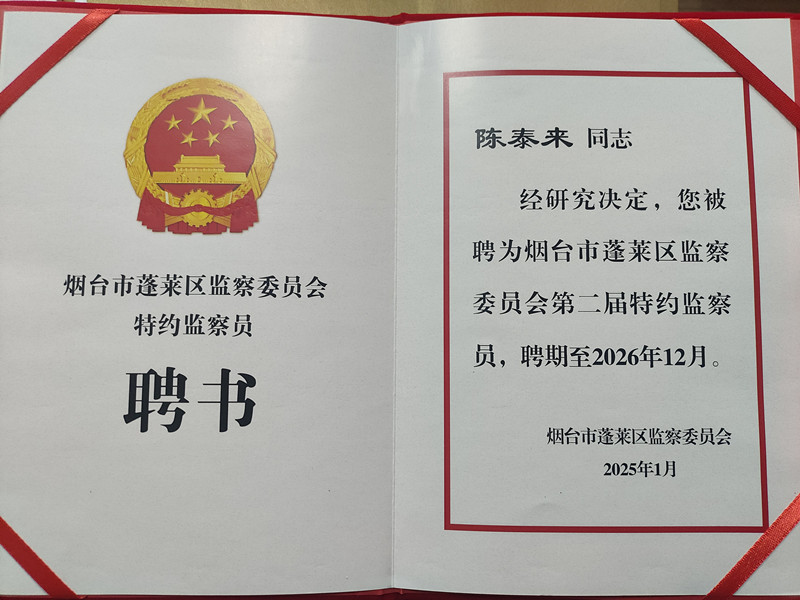 烟台市蓬莱区监察委员会
特约监察员
聘书
陈泰来 同志
经研究决定，您被
聘为烟台市蓬莱区监察
委员会第二届特约监察
员，聘期至2026年12月。
烟台市蓬莱区监察委员会
2025年1月